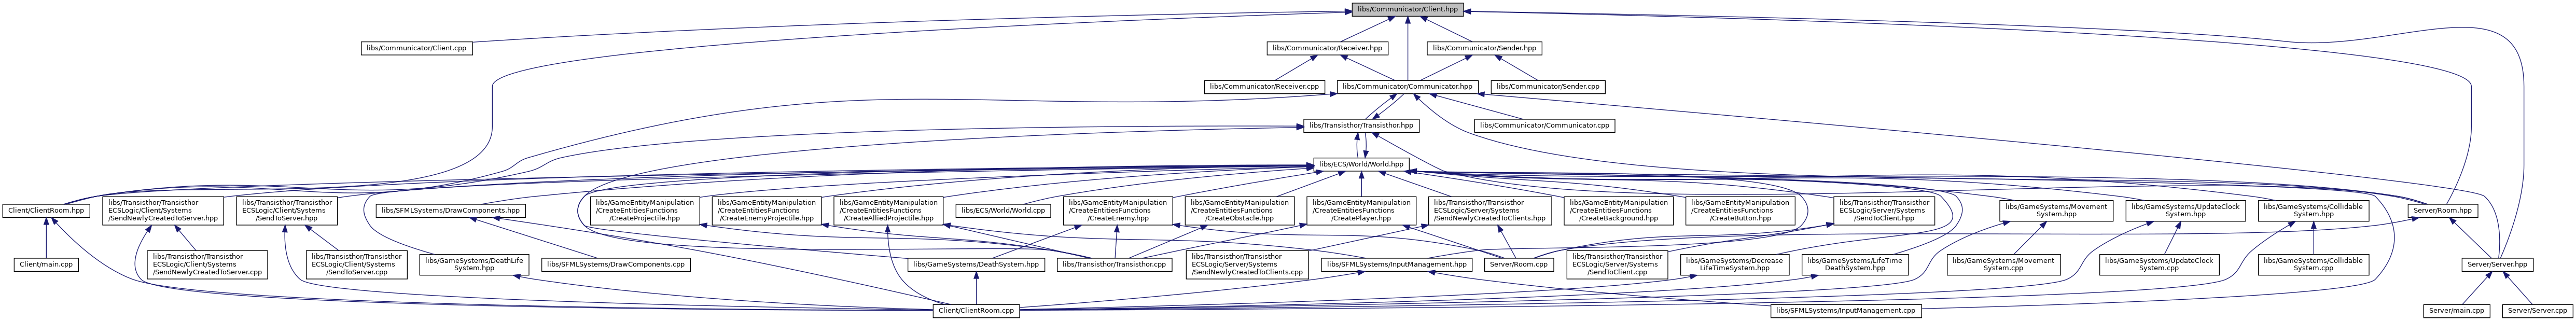 libs/Communicator/Client.hpp
libs/Communicator/Client.cpp
libs/Communicator/Receiver.hpp
libs/Communicator/Sender.hpp
libs/Communicator/Receiver.cpp
libs/Communicator/Communicator.hpp
libs/Communicator/Sender.cpp
libs/Transisthor/Transisthor.hpp
libs/Communicator/Communicator.cpp
libs/ECS/World/World.hpp
Client/ClientRoom.hpp
libs/Transisthor/Transisthor
ECSLogic/Client/Systems
/SendNewlyCreatedToServer.hpp
libs/Transisthor/Transisthor
ECSLogic/Client/Systems
/SendToServer.hpp
libs/SFMLSystems/DrawComponents.hpp
libs/GameEntityManipulation
/CreateEntitiesFunctions
/CreateProjectile.hpp
libs/GameEntityManipulation
/CreateEntitiesFunctions
/CreateEnemyProjectile.hpp
libs/GameEntityManipulation
/CreateEntitiesFunctions
/CreateAlliedProjectile.hpp
libs/ECS/World/World.cpp
libs/GameEntityManipulation
/CreateEntitiesFunctions
/CreateEnemy.hpp
libs/GameEntityManipulation
/CreateEntitiesFunctions
/CreateObstacle.hpp
libs/GameEntityManipulation
/CreateEntitiesFunctions
/CreatePlayer.hpp
libs/Transisthor/Transisthor
ECSLogic/Server/Systems
/SendNewlyCreatedToClients.hpp
libs/GameEntityManipulation
/CreateEntitiesFunctions
/CreateBackground.hpp
libs/GameEntityManipulation
/CreateEntitiesFunctions
/CreateButton.hpp
libs/Transisthor/Transisthor
ECSLogic/Server/Systems
/SendToClient.hpp
libs/GameSystems/Movement
System.hpp
libs/GameSystems/UpdateClock
System.hpp
libs/GameSystems/Collidable
System.hpp
Server/Room.hpp
Client/main.cpp
libs/Transisthor/Transisthor
ECSLogic/Client/Systems
/SendNewlyCreatedToServer.cpp
libs/Transisthor/Transisthor
ECSLogic/Client/Systems
/SendToServer.cpp
libs/GameSystems/DeathLife
System.hpp
libs/SFMLSystems/DrawComponents.cpp
libs/GameSystems/DeathSystem.hpp
libs/Transisthor/Transisthor.cpp
libs/Transisthor/Transisthor
ECSLogic/Server/Systems
/SendNewlyCreatedToClients.cpp
libs/SFMLSystems/InputManagement.hpp
Server/Room.cpp
libs/Transisthor/Transisthor
ECSLogic/Server/Systems
/SendToClient.cpp
libs/GameSystems/Decrease
LifeTimeSystem.hpp
libs/GameSystems/LifeTime
DeathSystem.hpp
libs/GameSystems/Movement
System.cpp
libs/GameSystems/UpdateClock
System.cpp
libs/GameSystems/Collidable
System.cpp
Server/Server.hpp
Client/ClientRoom.cpp
libs/SFMLSystems/InputManagement.cpp
Server/main.cpp
Server/Server.cpp